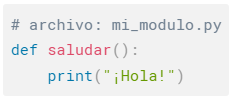 # archivo: mi_modulo.py
def saludar():
    print("¡Hola!")